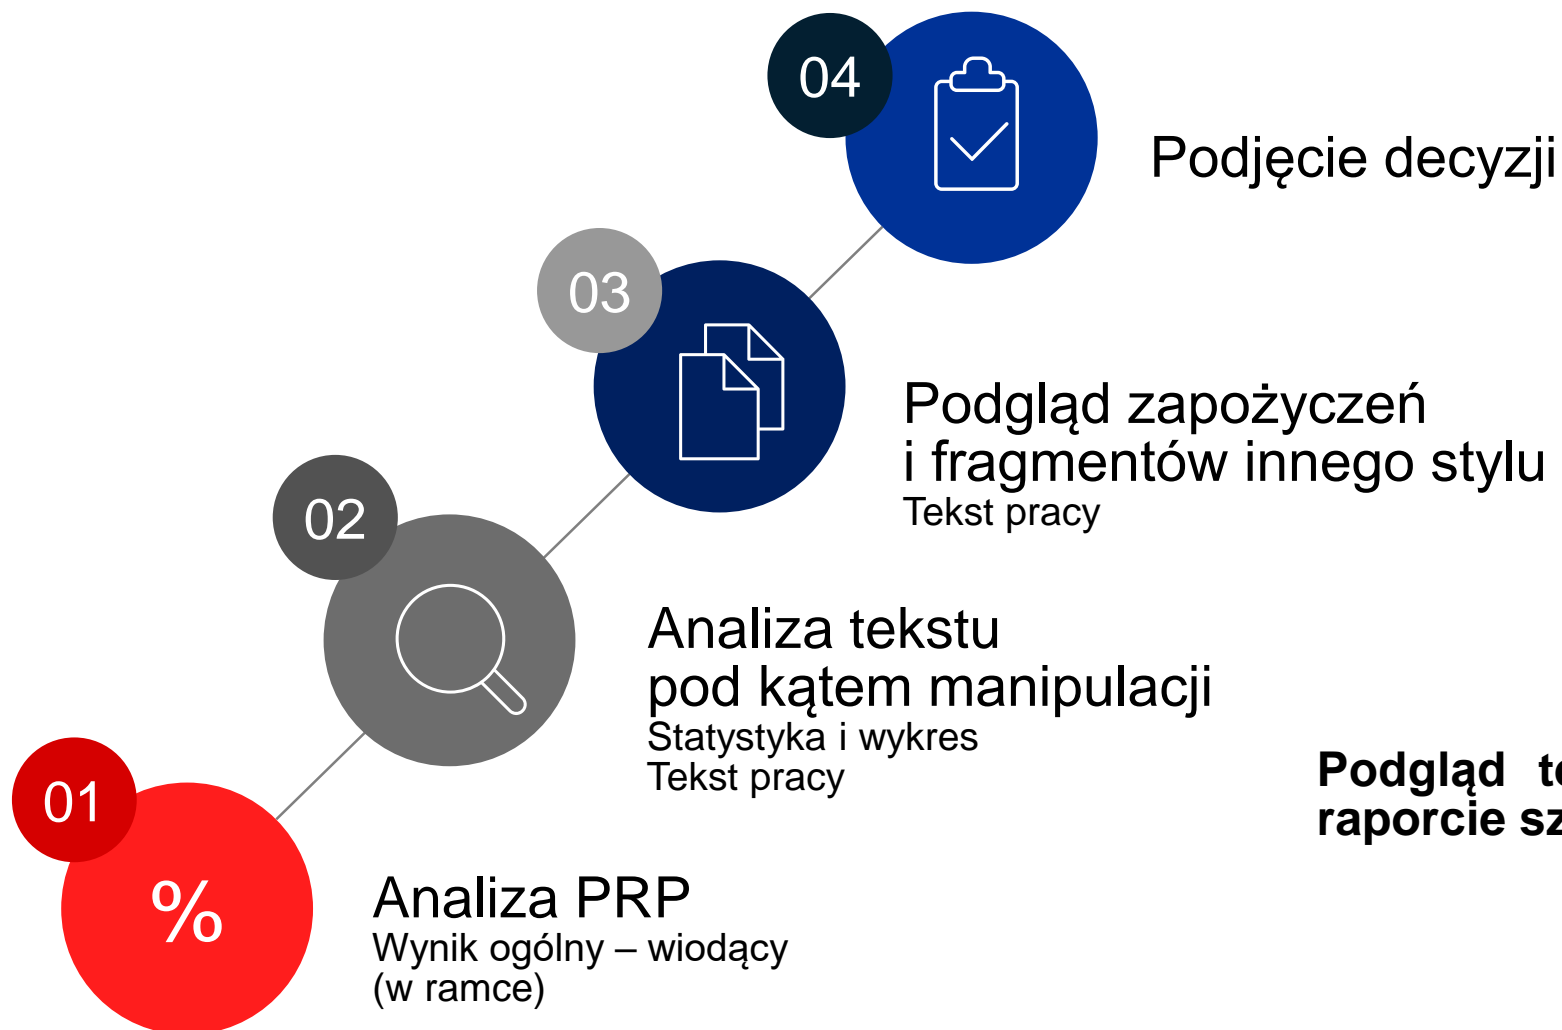 04
Podjęcie decyzji
03
Podgląd zapożyczeń
i fragmentów innego stylu
Tekst pracy
02
Analiza tekstu
pod kątem manipulacji
Statystyka i wykres
Tekst pracy
Podgląd
raporcie
01
%
Analiza PRP
Wynik ogólny – wiodący
(w ramce)